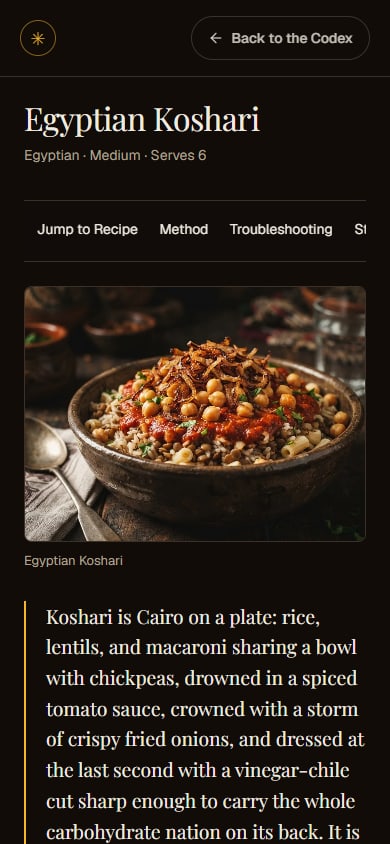 Back to the Codex
Egyptian Koshari
Egyptian · Medium · Serves 6
Jump to Recipe Method Troubleshooting
Egyptian Koshari
Koshari is Cairo on a plate: rice,
lentils, and macaroni sharing a bowl
with chickpeas, drowned in a spiced
tomato sauce, crowned with a storm
of crispy fried onions, and dressed at
the last second with a vinegar-chile
cut sharp enough to carry the whole
carbohydrate nation on its back. It is